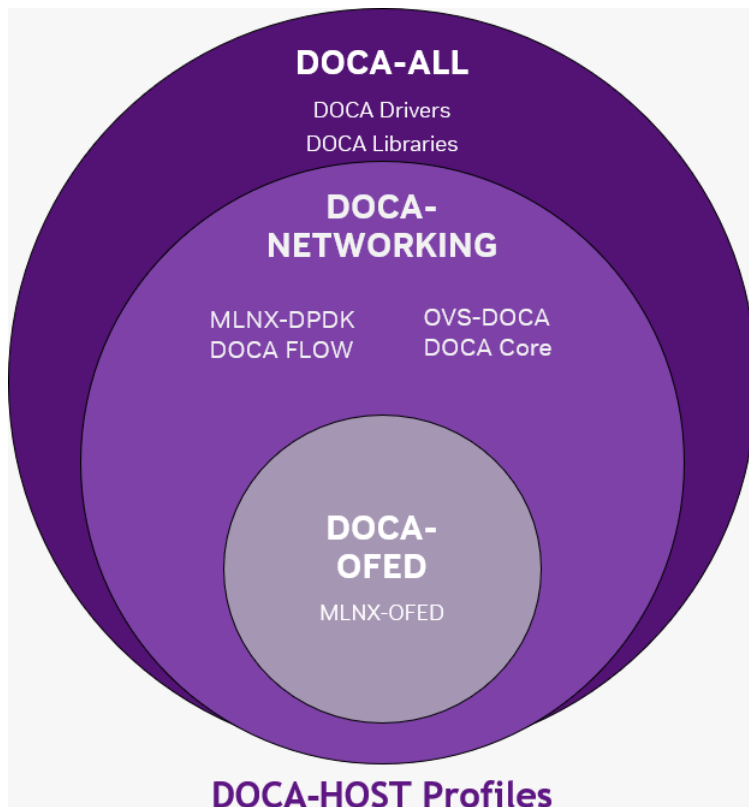 DOCA-ALL
DOCA Drivers
DOCA Libraries
DOCA-
NETWORKING
MLNX-DPDK
DOCA FLOW
OVS-DOCA
DOCA Core
DOCA-
OFED
MLNX-OFED
DOCA-HOST Profiles